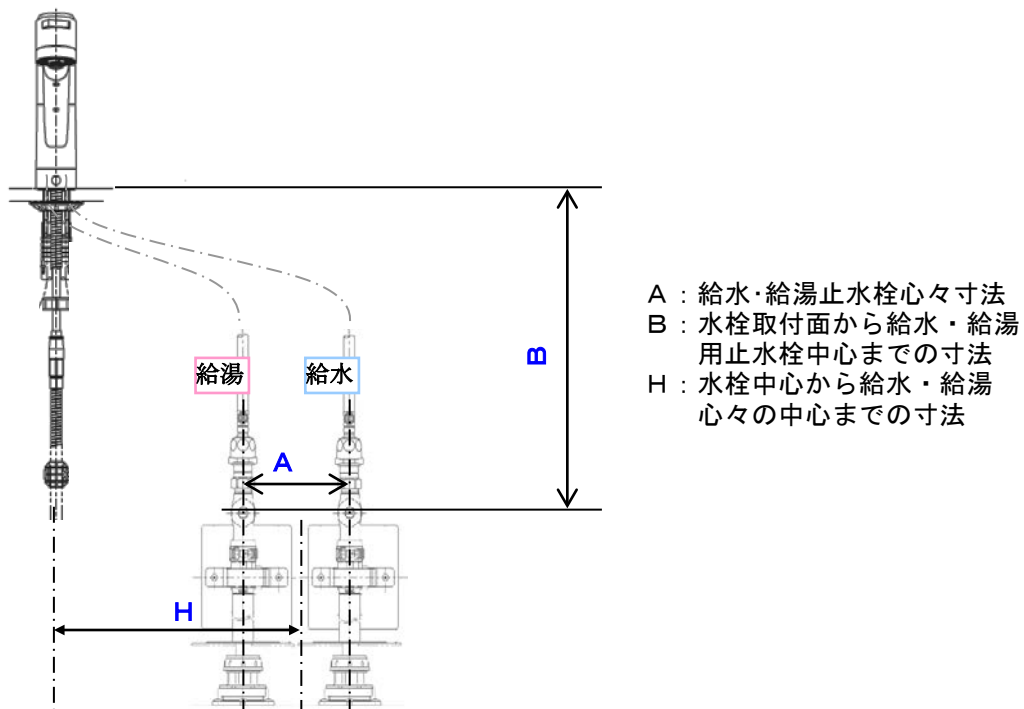 給湯
給水
A
B
H
A：給水・給湯止水栓心々寸法
B：水栓取付面から給水・給湯
用止水栓中心までの寸法
H：水栓中心から給水・給湯
心々の中心までの寸法